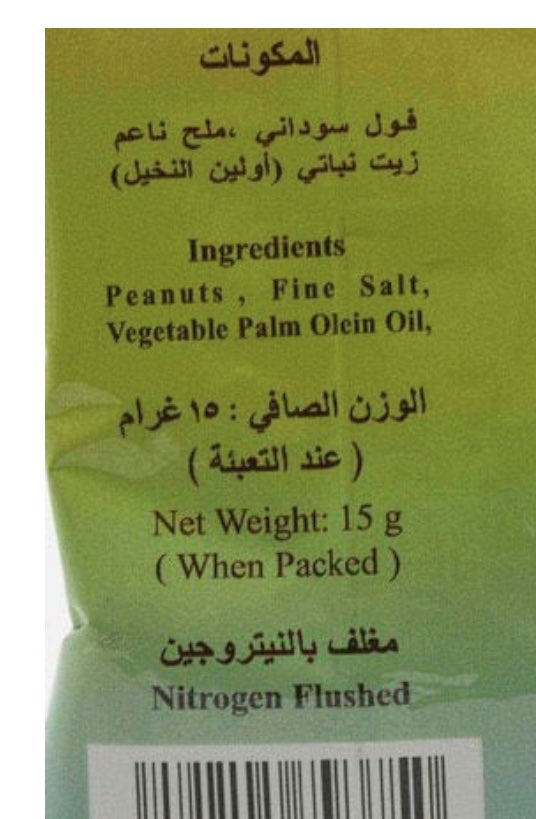 المكونات
فول سوداني ،ملح ناعم
زيت نباتي (أولين النخيل)
Ingredients
Peanuts , Fine Salt,
Vegetable Palm Olein Oil,
الوزن الصافي : ١٥ غرام
( عند التعبئة )
Net Weight: 15 g
( When Packed )
مغلف بالنيتروجين
Nitrogen Flushed